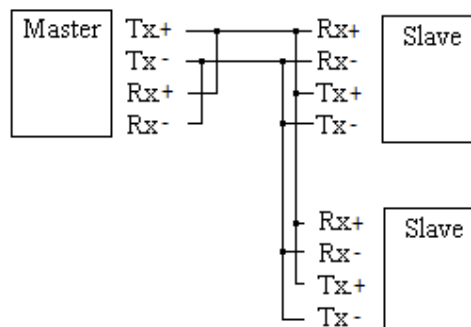 Master
Tx+
Tx-
Rx+
Rx-
Rx+
Rx-
Tx+
Tx-
Slave
Rx+
Rx-
Tx+
Tx-
Slave